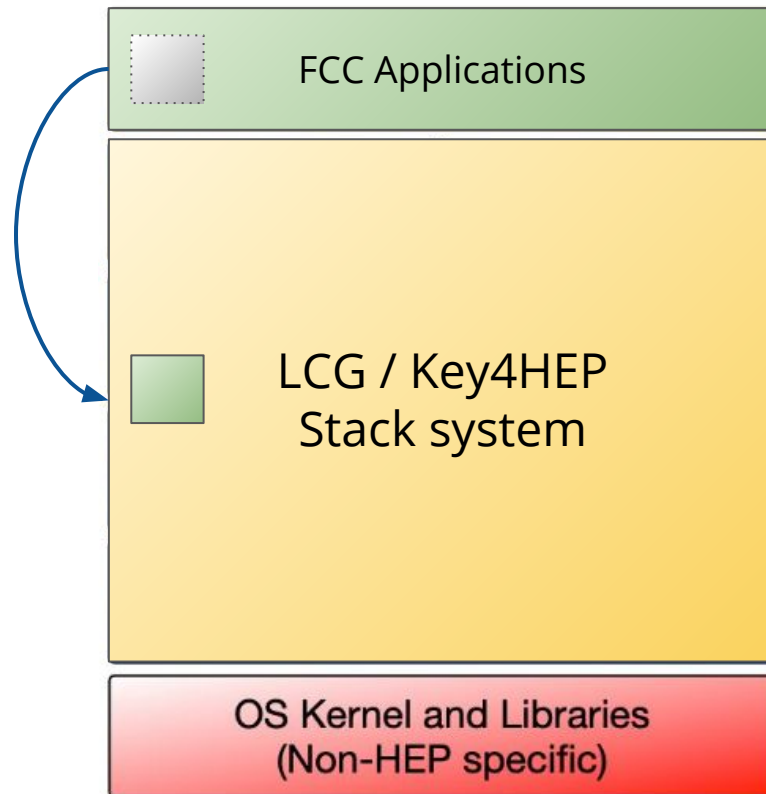 FCC Applications
LCG / Key4HEP
Stack system
OS Kernel and Libraries
(Non-HEP specific)